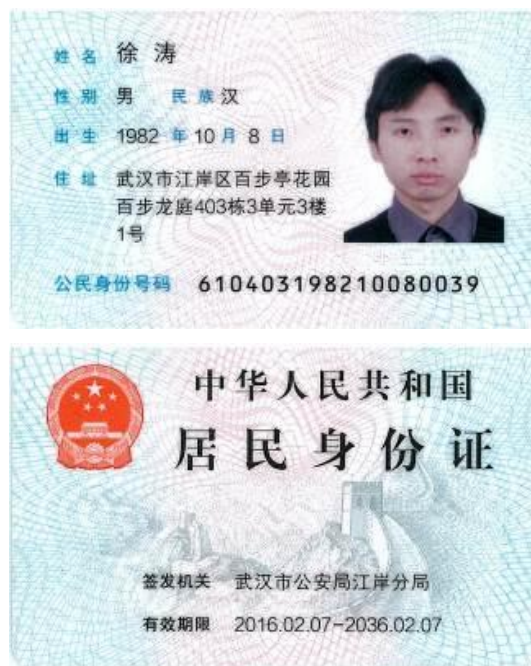 姓名 徐涛
性别 男 民族 汉
出生 1982 年 10 月 8 日
住址 武汉市江岸区百步亭花园
百步龙庭403栋3单元3楼
1号
公民身份号码 610403198210080039
中华人民共和国
居民身份证
签发机关 武汉市公安局江岸分局
有效期限 2016.02.07-2036.02.07